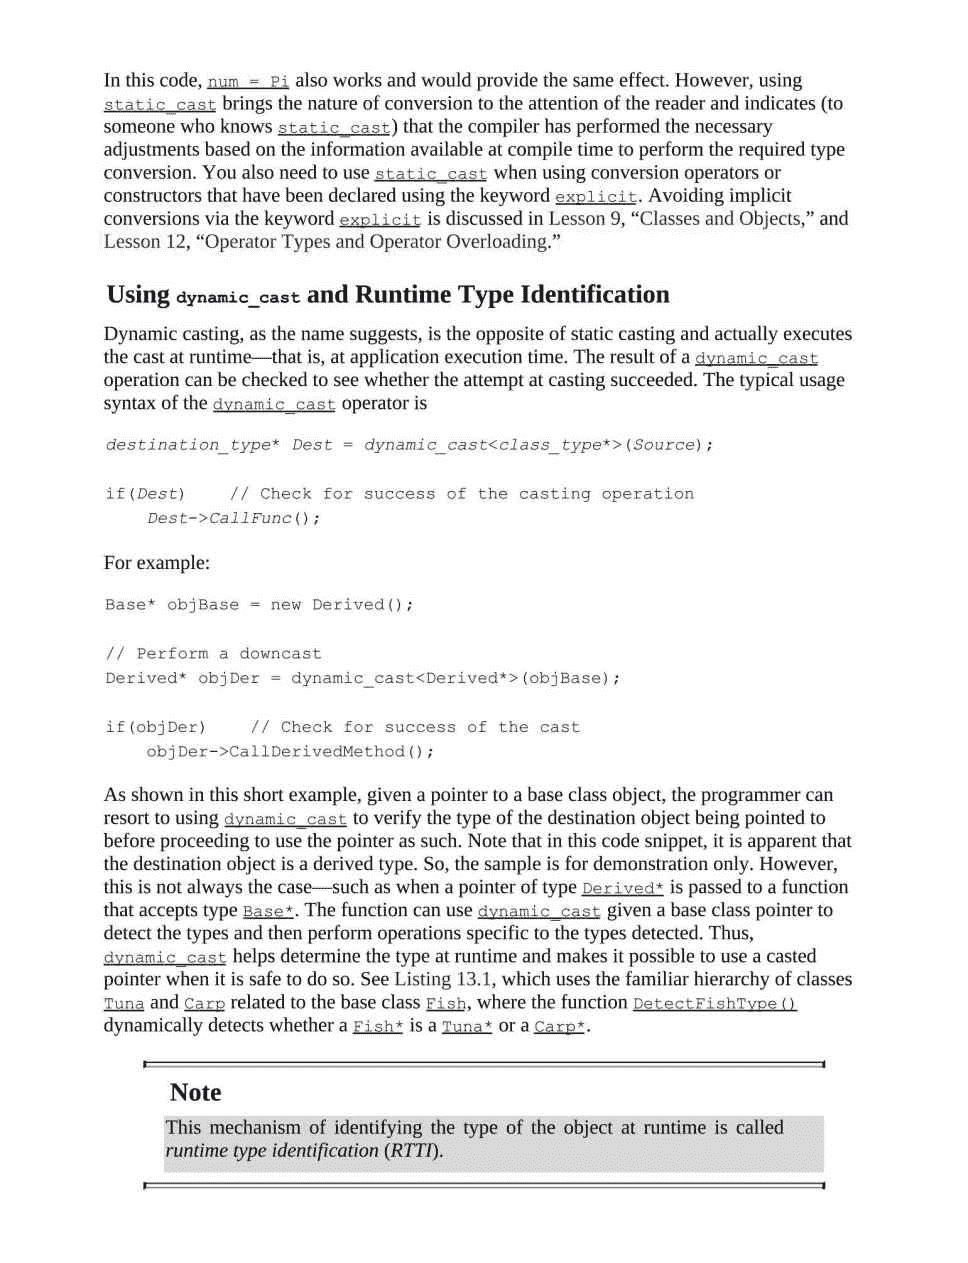 In this code, num = Pi also works and would provide the same effect. However, using
static_cast brings the nature of conversion to the attention of the reader and indicates (to
someone who knows static_cast) that the compiler has performed the necessary
adjustments based on the information available at compile time to perform the required type
conversion. You also need to use static_cast when using conversion operators or
constructors that have been declared using the keyword explicit. Avoiding implicit
conversions via the keyword explicit is discussed in Lesson 9, “Classes and Objects,” and
Lesson 12, “Operator Types and Operator Overloading.”
Using dynamic_cast and Runtime Type Identification
Dynamic casting, as the name suggests, is the opposite of static casting and actually executes
the cast at runtime—that is, at application execution time. The result of a dynamic_cast
operation can be checked to see whether the attempt at casting succeeded. The typical usage
syntax of the dynamic_cast operator is
destination_type* Dest = dynamic_cast<class_type*>(Source);
if(Dest)    // Check for success of the casting operation
    Dest->CallFunc();
For example:
Base* objBase = new Derived();
// Perform a downcast
Derived* objDer = dynamic_cast<Derived*>(objBase);
if(objDer)    // Check for success of the cast
    objDer->CallDerivedMethod();
As shown in this short example, given a pointer to a base class object, the programmer can
resort to using dynamic_cast to verify the type of the destination object being pointed to
before proceeding to use the pointer as such. Note that in this code snippet, it is apparent that
the destination object is a derived type. So, the sample is for demonstration only. However,
this is not always the case—such as when a pointer of type Derived* is passed to a function
that accepts type Base*. The function can use dynamic_cast given a base class pointer to
detect the types and then perform operations specific to the types detected. Thus,
dynamic_cast helps determine the type at runtime and makes it possible to use a casted
pointer when it is safe to do so. See Listing 13.1, which uses the familiar hierarchy of classes
Tuna and Carp related to the base class Fish, where the function DetectFishType()
dynamically detects whether a Fish* is a Tuna* or a Carp*.
Note
This mechanism of identifying the type of the object at runtime is called
runtime type identification (RTTI).